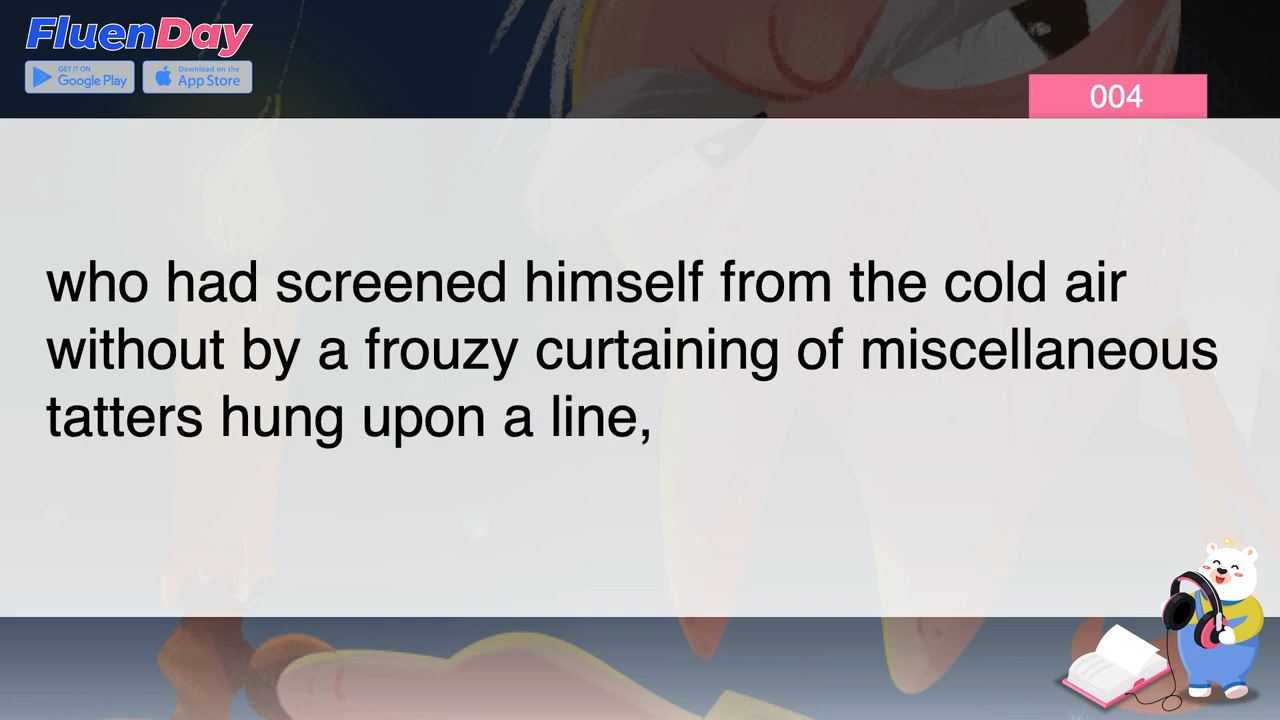 FluenDay
GET IT ON
Google Play
Download on the
App Store
004
who had screened himself from the cold air
without by a frouzy curtaining of miscellaneous
tatters hung upon a line,